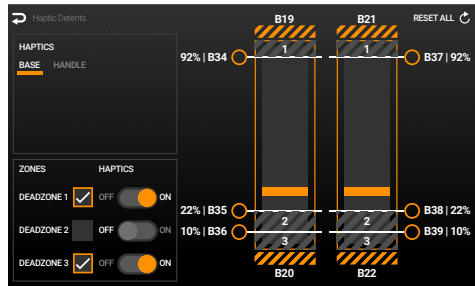 Haptic Detents
B19
B21
RESET ALL
HAPTICS
BASE HANDLE
1
1
92% | B34
B37 | 92%
ZONES HAPTICS
DEADZONE 1 OFF ON
DEADZONE 2 OFF ON
DEADZONE 3 OFF ON
22% | B35
B38 | 22%
2
2
10% | B36
B39 | 10%
3
3
B20
B22